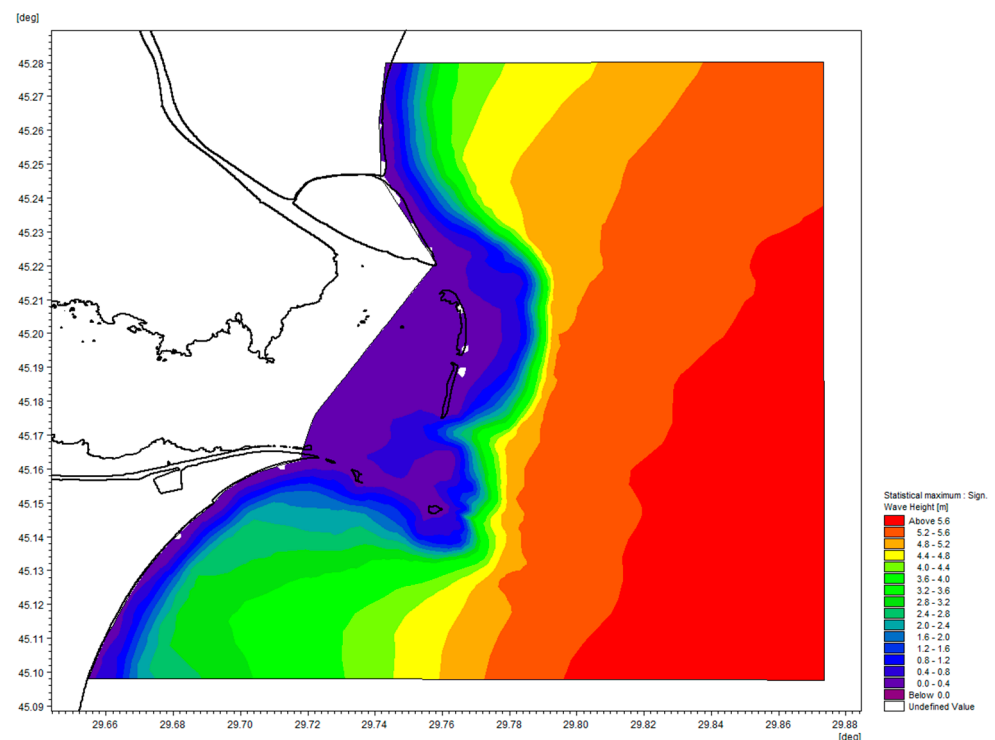 [deg]
45.28
45.27
45.26
45.25
45.24
45.23
45.22
45.21
45.20
45.19
45.18
45.17
45.16
45.15
45.14
45.13
45.12
45.11
45.10
45.09
29.66 29.68 29.70 29.72 29.74 29.76 29.78 29.80 29.82 29.84 29.86 29.88
[deg]
Statistical maximum : Sign.
Wave Height [m]
Above 5.6
5.2 - 5.6
4.8 - 5.2
4.4 - 4.8
4.0 - 4.4
3.6 - 4.0
3.2 - 3.6
2.8 - 3.2
2.4 - 2.8
2.0 - 2.4
1.6 - 2.0
1.2 - 1.6
0.8 - 1.2
0.4 - 0.8
0.0 - 0.4
Below 0.0
Undefined Value